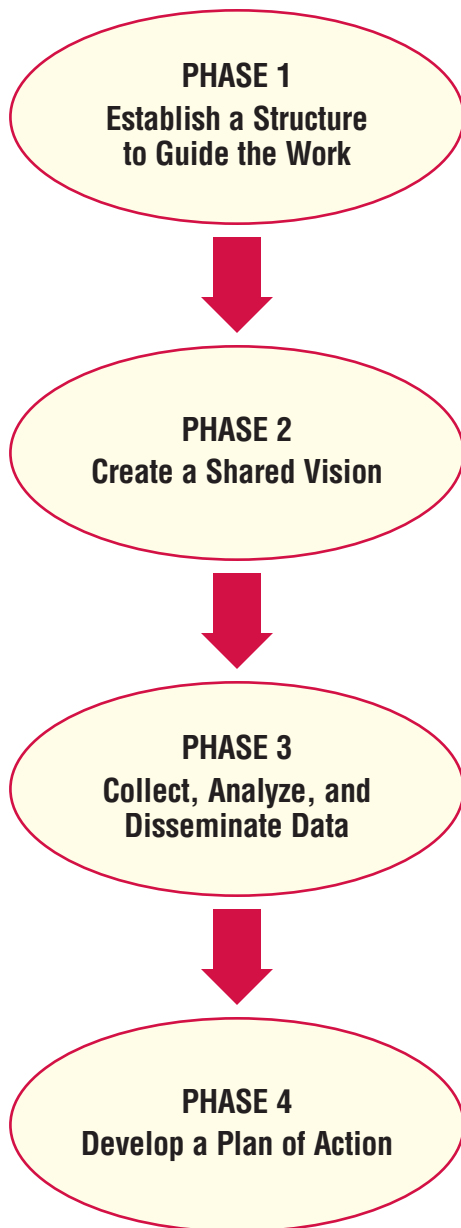 PHASE 1
Establish a Structure
to Guide the Work
PHASE 2
Create a Shared Vision
PHASE 3
Collect, Analyze, and
Disseminate Data
PHASE 4
Develop a Plan of Action